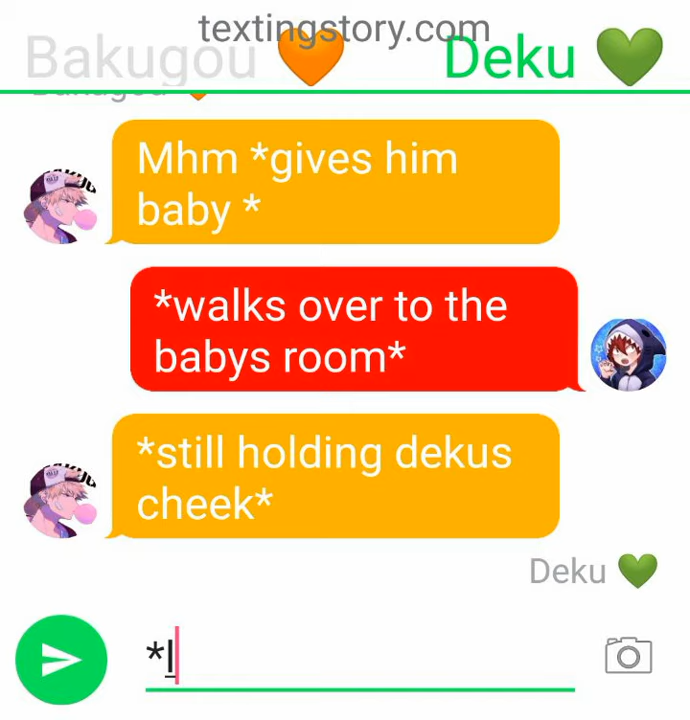 textingstory.com
Bakugou 🧡 Deku 💚
Mhm *gives him
baby *
*walks over to the
babys room*
*still holding dekus
cheek*
Deku 💚
*l